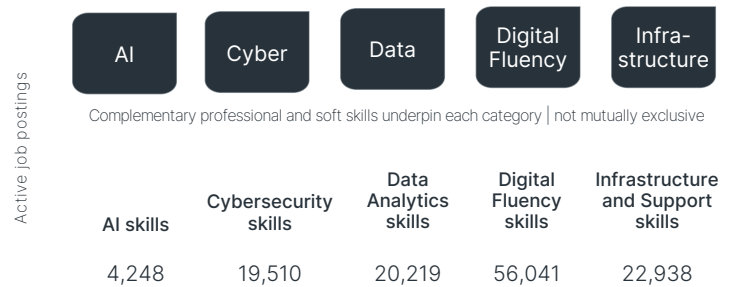 AI
Cyber
Data
Digital
Fluency
Infra-
structure
Complementary professional and soft skills underpin each category | not mutually exclusive
Active job postings
AI skills
Cybersecurity
skills
Data
Analytics
skills
Digital
Fluency
skills
Infrastructure
and Support
skills
4,248
19,510
20,219
56,041
22,938